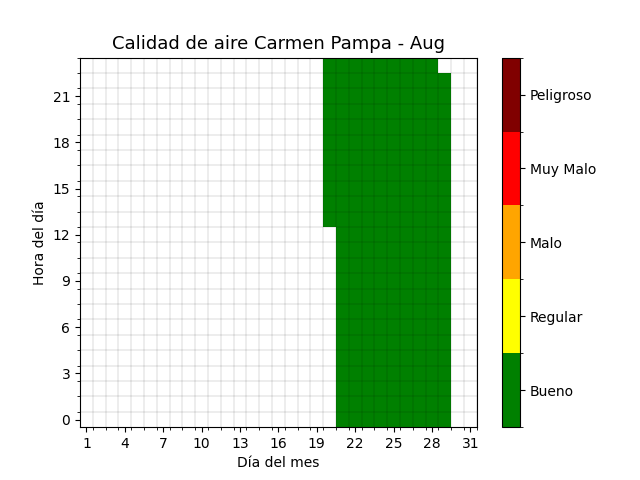 Calidad de aire Carmen Pampa - Aug
Hora del día
21
18
15
12
9
6
3
0
1 4 7 10 13 16 19 22 25 28 31
Día del mes
Peligroso
Muy Malo
Malo
Regular
Bueno